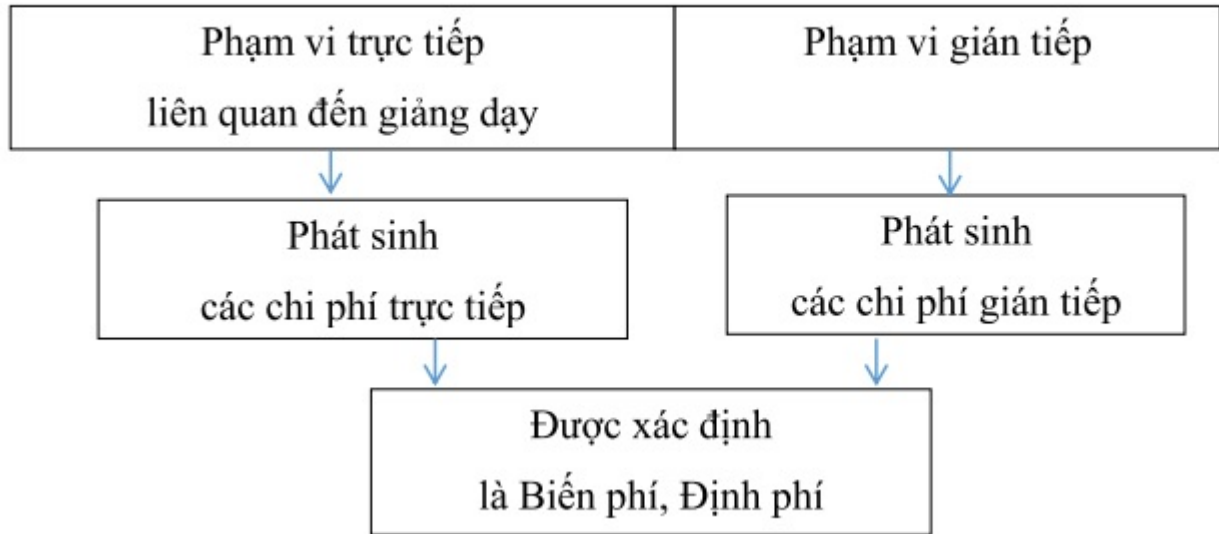 Phạm vi trực tiếp
liên quan đến giảng dạy
Phạm vi gián tiếp
Phát sinh
các chi phí trực tiếp
Phát sinh
các chi phí gián tiếp
Được xác định
là Biến phí, Định phí